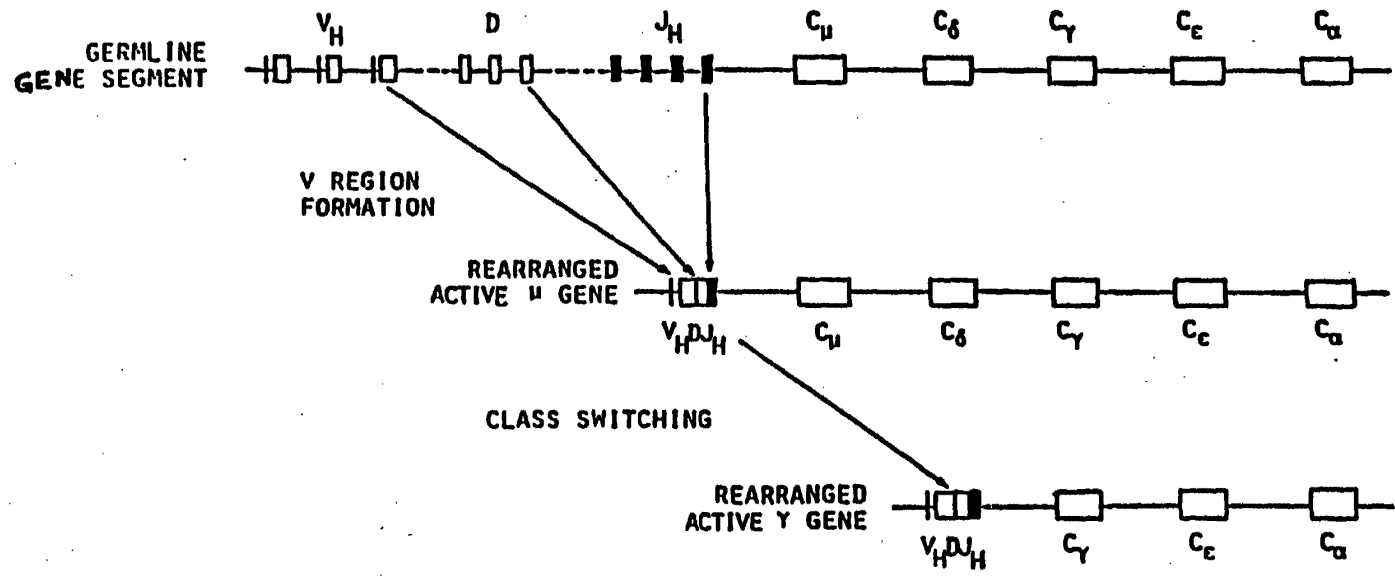 V_H D J_H C_μ C_δ C_γ C_ε C_α
GERMLINE
GENE SEGMENT
V REGION
FORMATION
REARRANGED
ACTIVE μ GENE
V_HDJ_H C_μ C_δ C_γ C_ε C_α
CLASS SWITCHING
REARRANGED
ACTIVE γ GENE
V_HDJ_H C_γ C_ε C_α